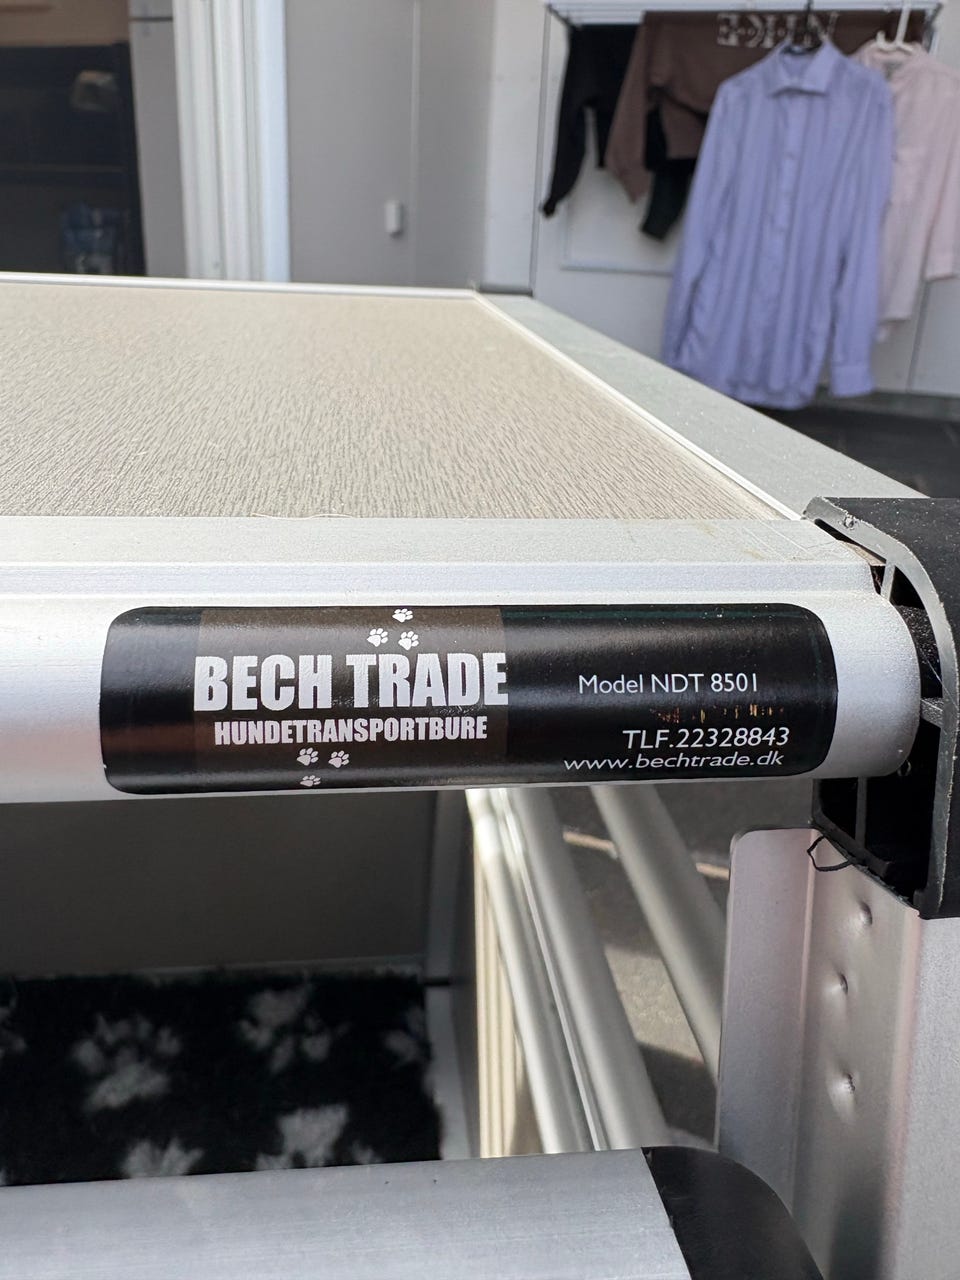 BECH TRADE
HUNDETRANSPORTBURE
Model NDT 8501
TLF.22328843
www.bechtrade.dk